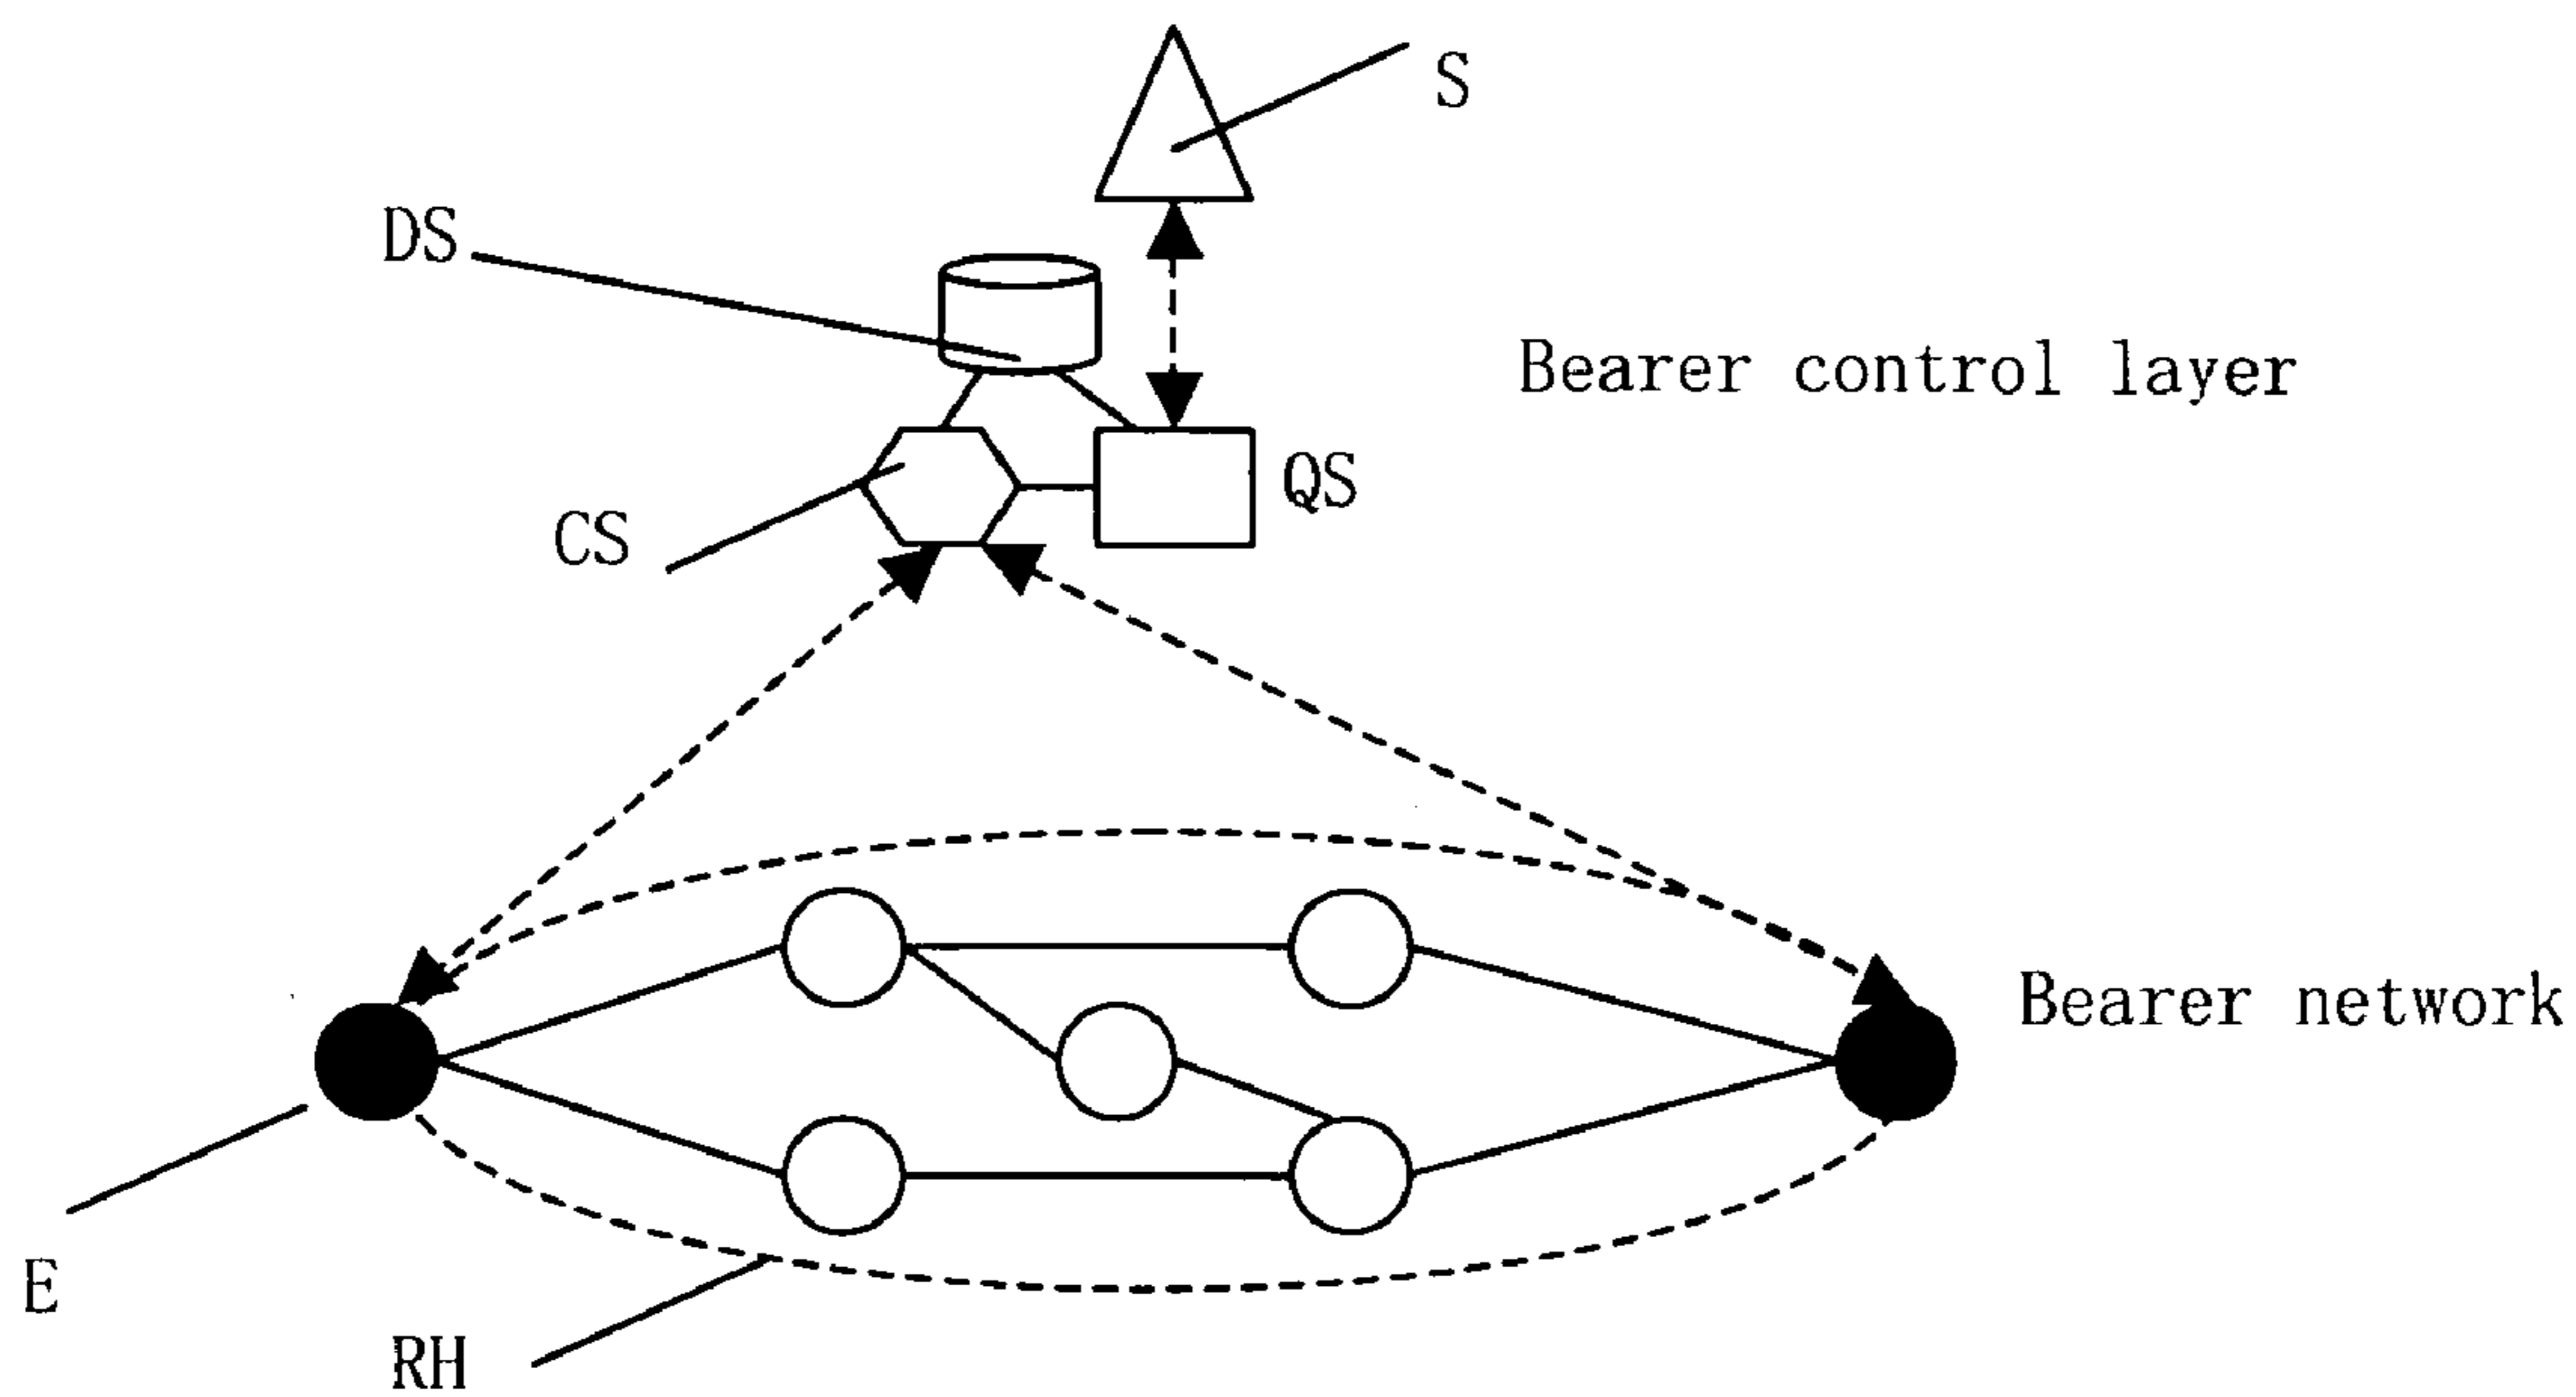 S
DS
Bearer control layer
QS
CS
Bearer network
E
RH